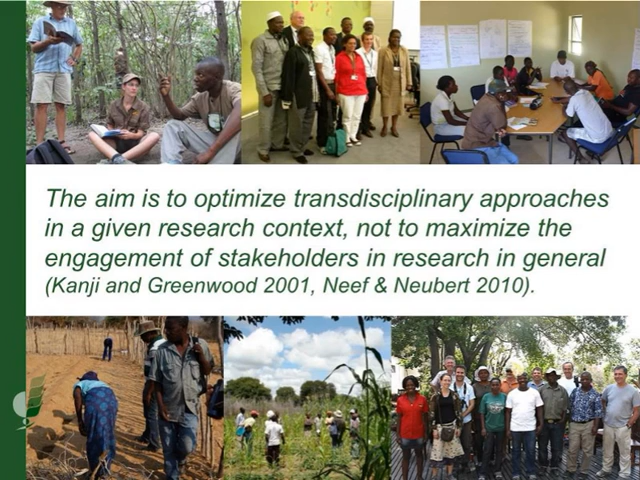 The aim is to optimize transdisciplinary approaches
in a given research context, not to maximize the
engagement of stakeholders in research in general
(Kanji and Greenwood 2001, Neef & Neubert 2010).